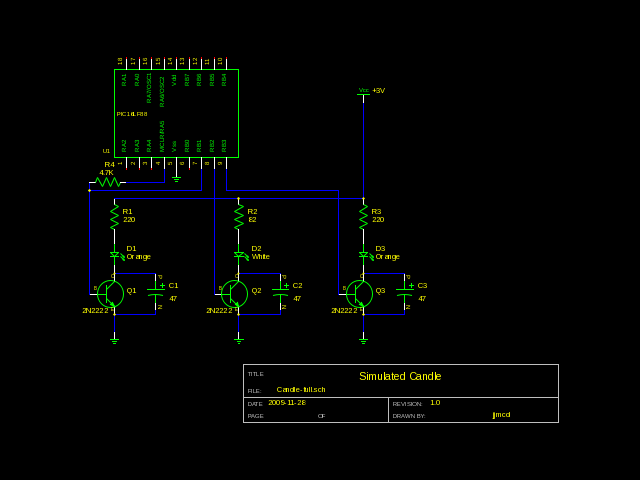 18 17 16 15 14 13 12 11 10
RA1 RA0 RA7/OSC1 RA6/OSC2 Vdd RB7 RB6 RB5 RB4
Vcc +3V
PIC16LF88
RA2 RA3 RA4 MCLR/RA5 Vss RB0 RB1 RB2 RB3
U1
1 2 3 4 5 6 7 8 9
R4
4.7K
R1
220
R2
82
R3
220
D1
Orange
D2
White
D3
Orange
C P C P C P
B Q1 C1
47
B Q2 C2
47
B Q3 C3
47
N N N
2N2222
2N2222
2N2222
TITLE
Simulated Candle
FILE: Candle-full.sch
DATE 2009-11-28
REVISION: 1.0
PAGE OF
DRAWN BY: jjmcd